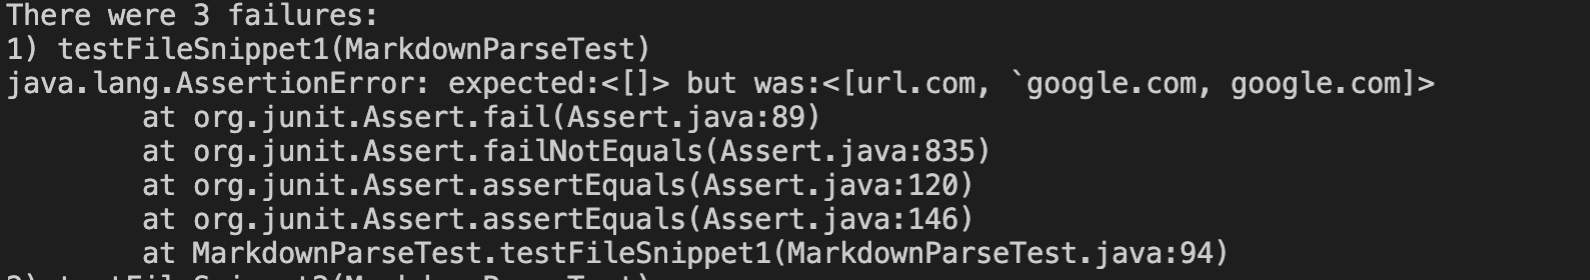 There were 3 failures:
1) testFileSnippet1(MarkdownParseTest)
java.lang.AssertionError: expected:<[]> but was:<[url.com, `google.com, google.com]>
at org.junit.Assert.fail(Assert.java:89)
at org.junit.Assert.failNotEquals(Assert.java:835)
at org.junit.Assert.assertEquals(Assert.java:120)
at org.junit.Assert.assertEquals(Assert.java:146)
at MarkdownParseTest.testFileSnippet1(MarkdownParseTest.java:94)